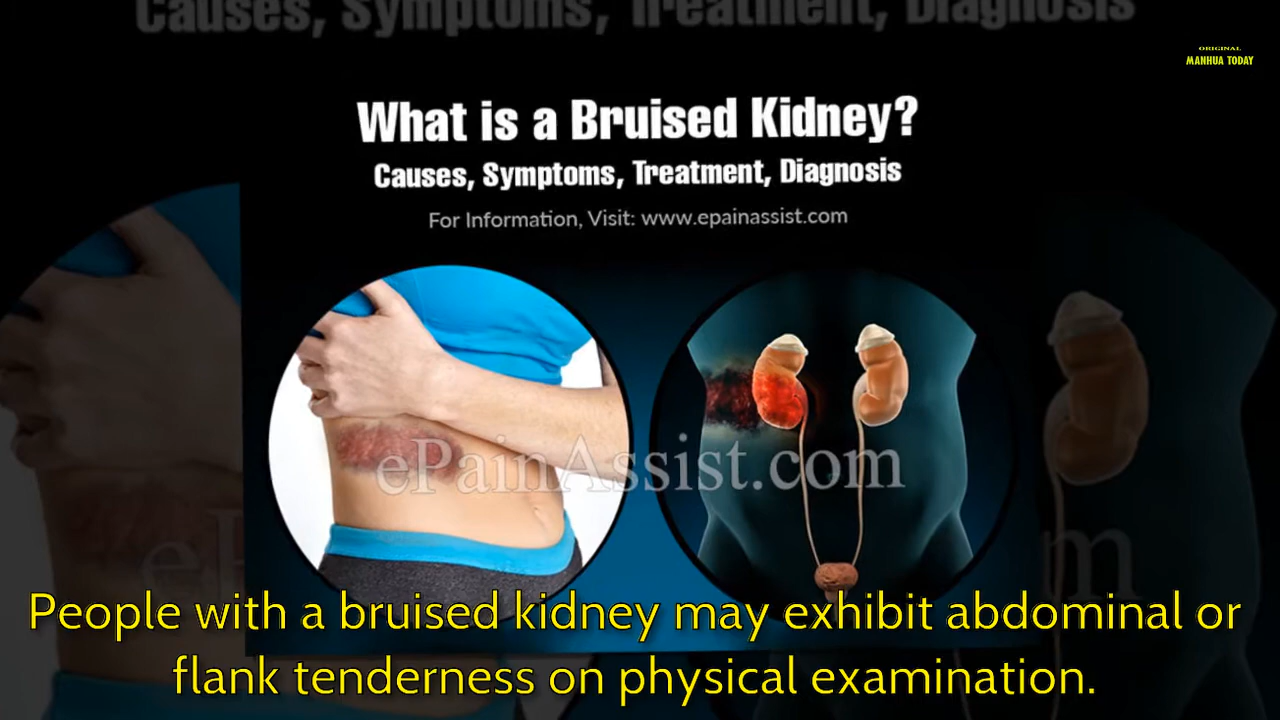 Causes, Symptoms, Treatment, Diagnosis
ORIGINAL
MANHUA TODAY
What is a Bruised Kidney?
Causes, Symptoms, Treatment, Diagnosis
For Information, Visit: www.epainassist.com
ePainAssist.com
People with a bruised kidney may exhibit abdominal or
flank tenderness on physical examination.